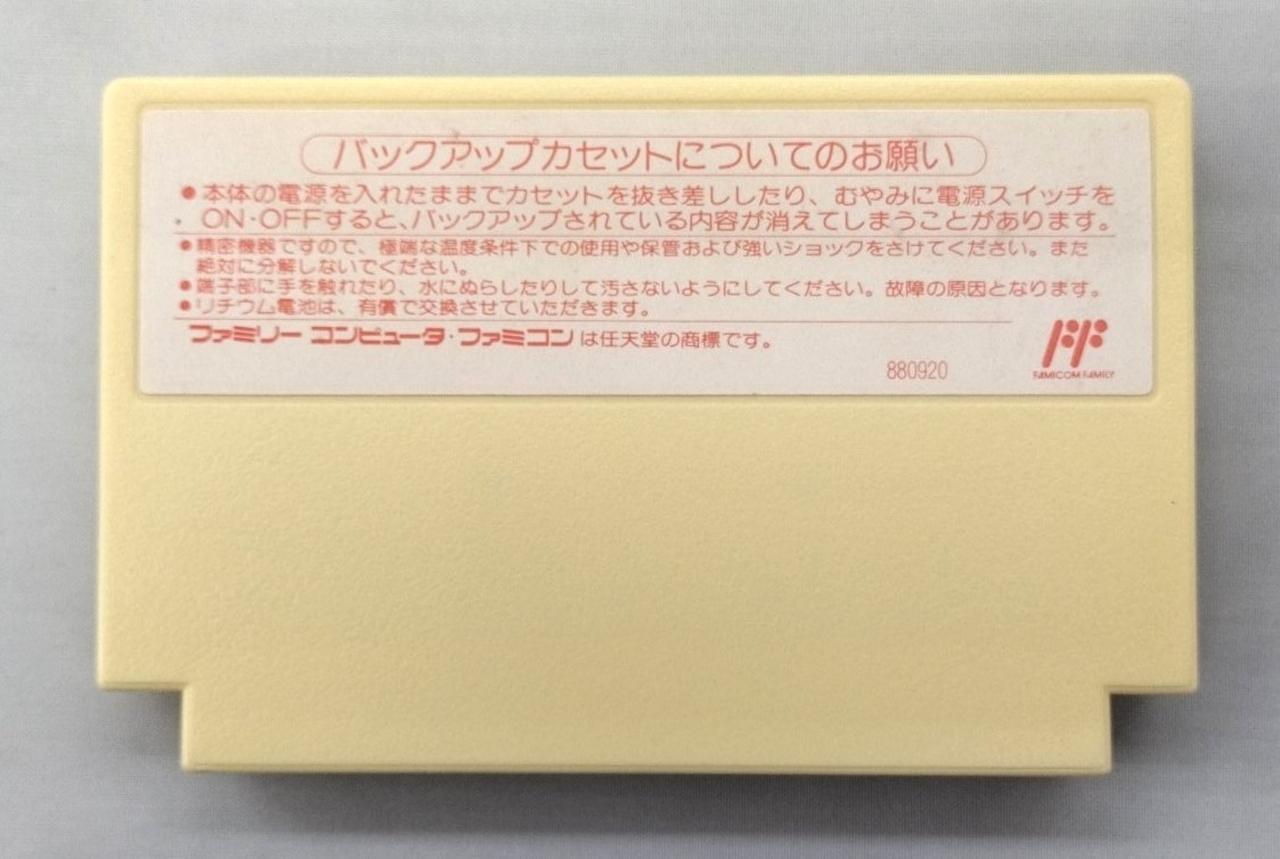 バックアップカセットについてのお願い
●本体の電源を入れたままでカセットを抜き差ししたり、むやみに電源スイッチを
ON・OFFすると、バックアップされている内容が消えてしまうことがあります。
●精密機器ですので、極端な温度条件下での使用や保管および強いショックをさけてください。また
絶対に分解しないでください。
●端子部に手を触れたり、水にぬらしたりして汚さないようにしてください。故障の原因となります。
●リチウム電池は、有償で交換させていただきます。
ファミリー コンピュータ・ファミコンは任天堂の商標です。
880920
FAMICOM FAMILY